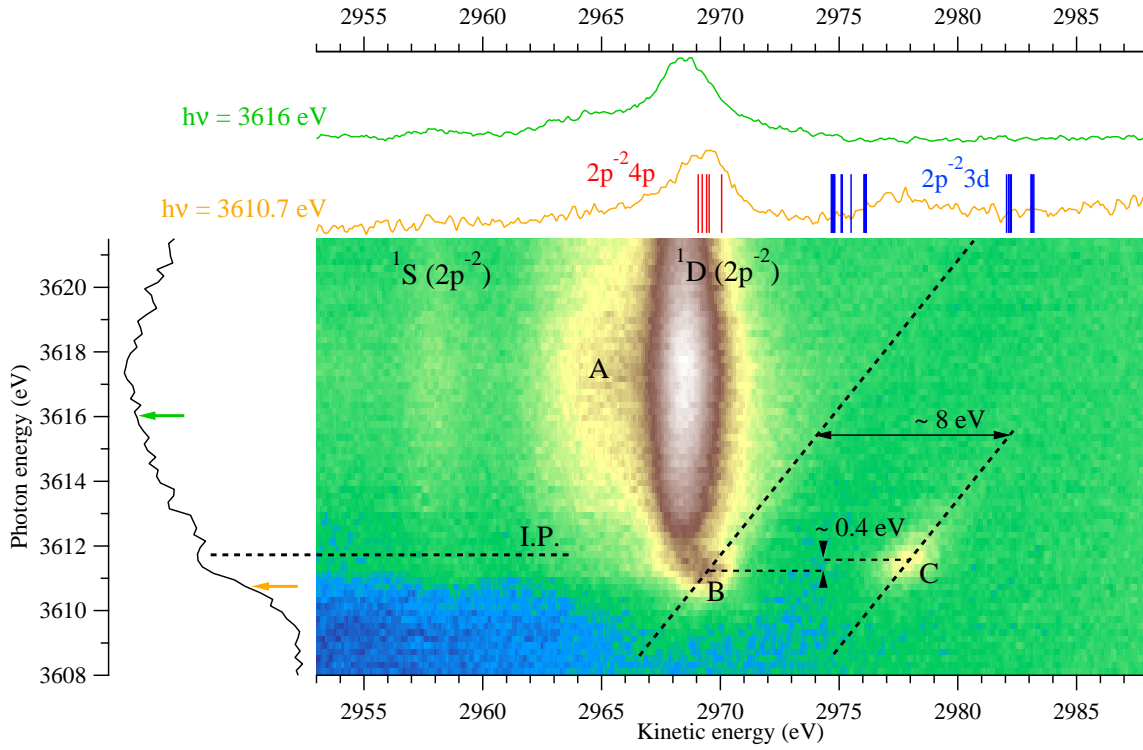 2955 2960 2965 2970 2975 2980 2985
hν = 3616 eV
2p⁻²4p 2p⁻²3d
hν = 3610.7 eV
¹S (2p⁻²) ¹D (2p⁻²)
3620
3618
3616
3614
3612
3610
3608
Photon energy (eV)
A
~ 8 eV
~ 0.4 eV
I.P.
B
C
2955 2960 2965 2970 2975 2980 2985
Kinetic energy (eV)